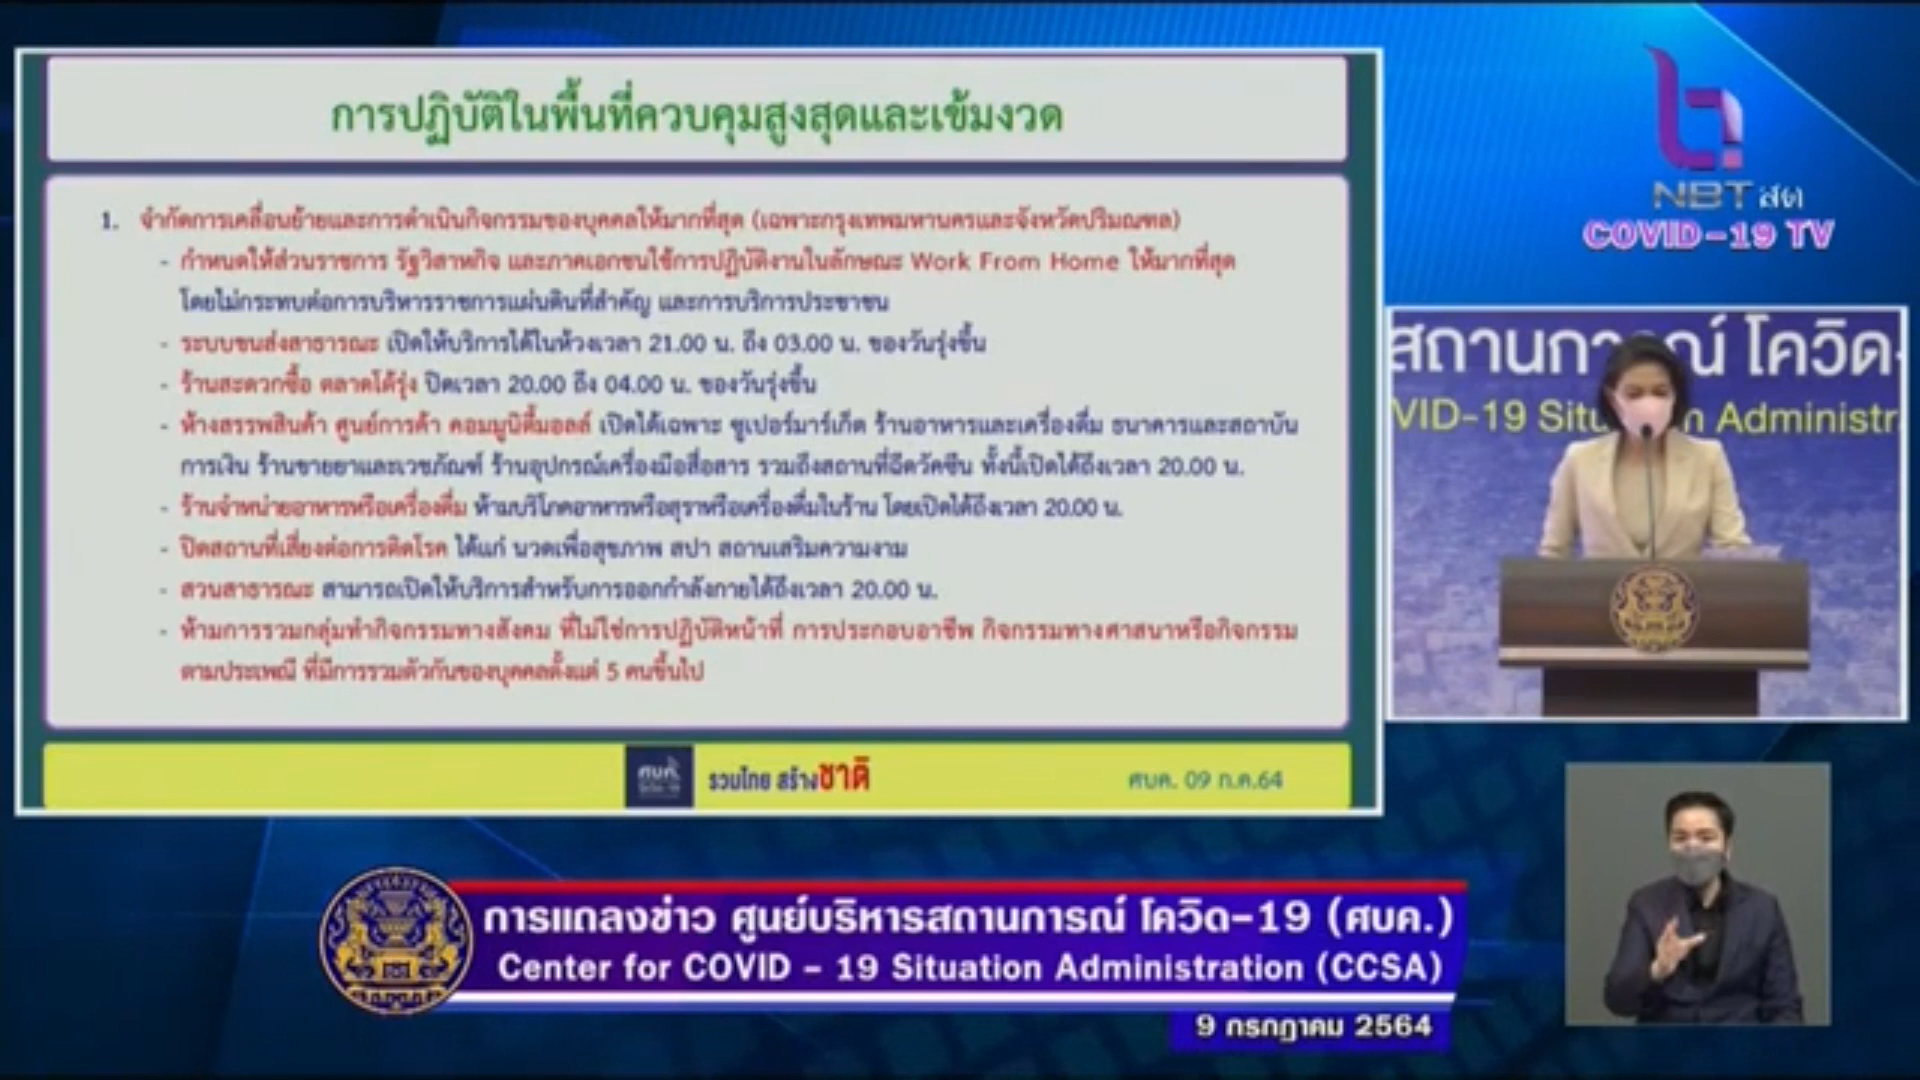 การปฏิบัติในพื้นที่ควบคุมสูงสุดและเข้มงวด
1. จำกัดการเคลื่อนย้ายและการดำเนินกิจกรรมของบุคคลให้มากที่สุด (เฉพาะกรุงเทพมหานครและจังหวัดปริมณฑล)
- กำหนดให้ส่วนราชการ รัฐวิสาหกิจ และภาคเอกชนใช้การปฏิบัติงานในลักษณะ Work From Home ให้มากที่สุด
โดยไม่กระทบต่อการบริหารราชการแผ่นดินที่สำคัญ และการบริการประชาชน
- ระบบขนส่งสาธารณะ เปิดให้บริการได้ในห้วงเวลา 21.00 น. ถึง 03.00 น. ของวันรุ่งขึ้น
- ร้านสะดวกซื้อ ตลาดโต้รุ่ง ปิดเวลา 20.00 ถึง 04.00 น. ของวันรุ่งขึ้น
- ห้างสรรพสินค้า ศูนย์การค้า คอมมูนิตี้มอลล์ เปิดได้เฉพาะ ซูเปอร์มาร์เก็ต ร้านอาหารและเครื่องดื่ม ธนาคารและสถาบัน
การเงิน ร้านขายยาและเวชภัณฑ์ ร้านอุปกรณ์เครื่องมือสื่อสาร รวมถึงสถานที่ฉีดวัคซีน ทั้งนี้เปิดได้ถึงเวลา 20.00 น.
- ร้านจำหน่ายอาหารหรือเครื่องดื่ม ห้ามบริโภคอาหารหรือสุราหรือเครื่องดื่มในร้าน โดยเปิดได้ถึงเวลา 20.00 น.
- ปิดสถานที่เสี่ยงต่อการติดโรค ได้แก่ นวดเพื่อสุขภาพ สปา สถานเสริมความงาม
- สวนสาธารณะ สามารถเปิดให้บริการสำหรับการออกกำลังกายได้ถึงเวลา 20.00 น.
- ห้ามการรวมกลุ่มทำกิจกรรมทางสังคม ที่ไม่ใช่การปฏิบัติหน้าที่ การประกอบอาชีพ กิจกรรมทางศาสนาหรือกิจกรรม
ตามประเพณี ที่มีการรวมตัวกันของบุคคลตั้งแต่ 5 คนขึ้นไป
ศบค.
รวมไทย สร้างชาติ
ศบค. 09 ก.ค.64
NBT สด
COVID-19 TV
สถานการณ์ โควิด-
VID-19 Situ n Administr
การแถลงข่าว ศูนย์บริหารสถานการณ์ โควิด-19 (ศบค.)
Center for COVID - 19 Situation Administration (CCSA)
9 กรกฎาคม 2564